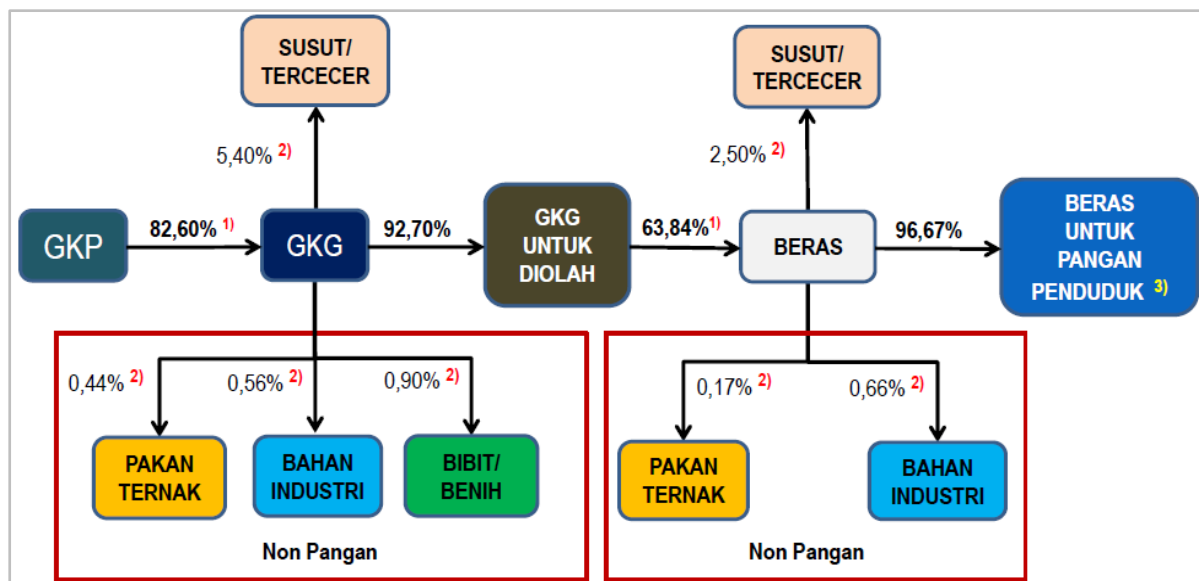 SUSUT/
TERCECER
SUSUT/
TERCECER
5,40% 2)
2,50% 2)
GKP
82,60% 1)
GKG
92,70%
GKG
UNTUK
DIOLAH
63,84%1)
BERAS
96,67%
BERAS
UNTUK
PANGAN
PENDUDUK 3)
0,44% 2)
0,56% 2)
0,90% 2)
PAKAN
TERNAK
BAHAN
INDUSTRI
BIBIT/
BENIH
Non Pangan
0,17% 2)
0,66% 2)
PAKAN
TERNAK
BAHAN
INDUSTRI
Non Pangan